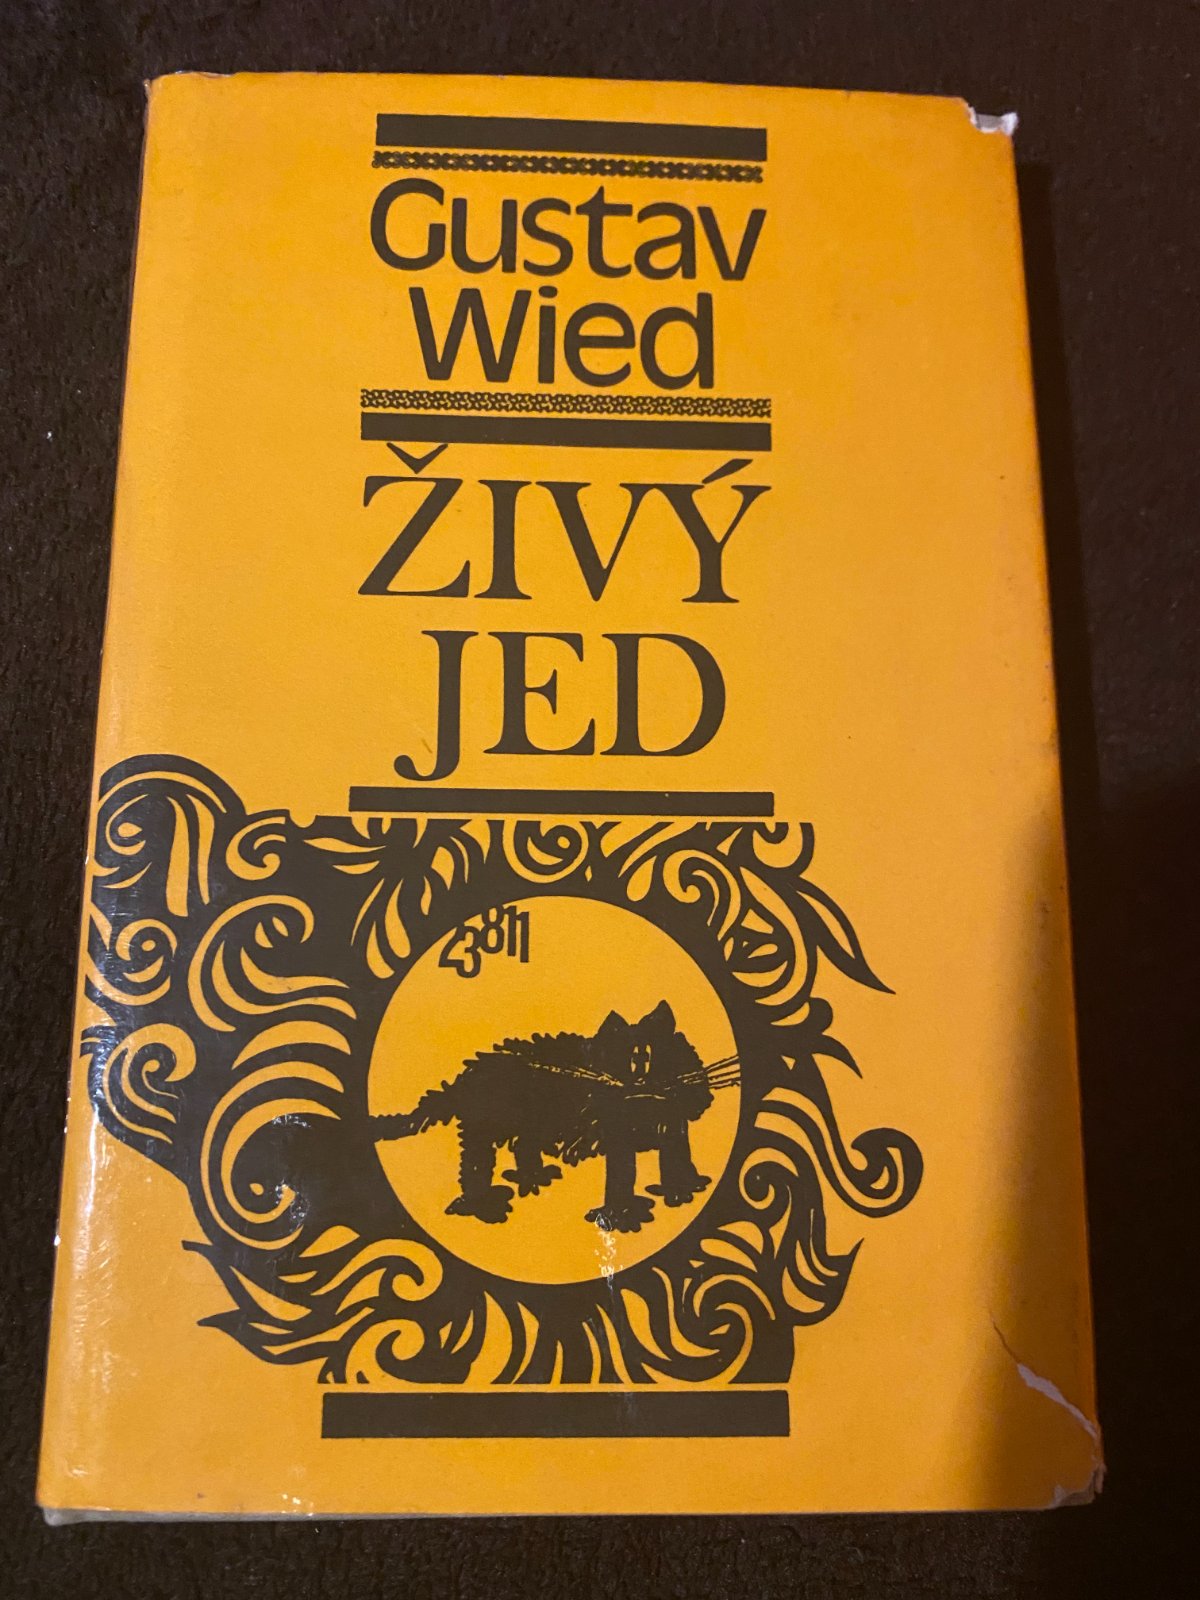 Gustav
Wied
ŽIVÝ
JED
43811